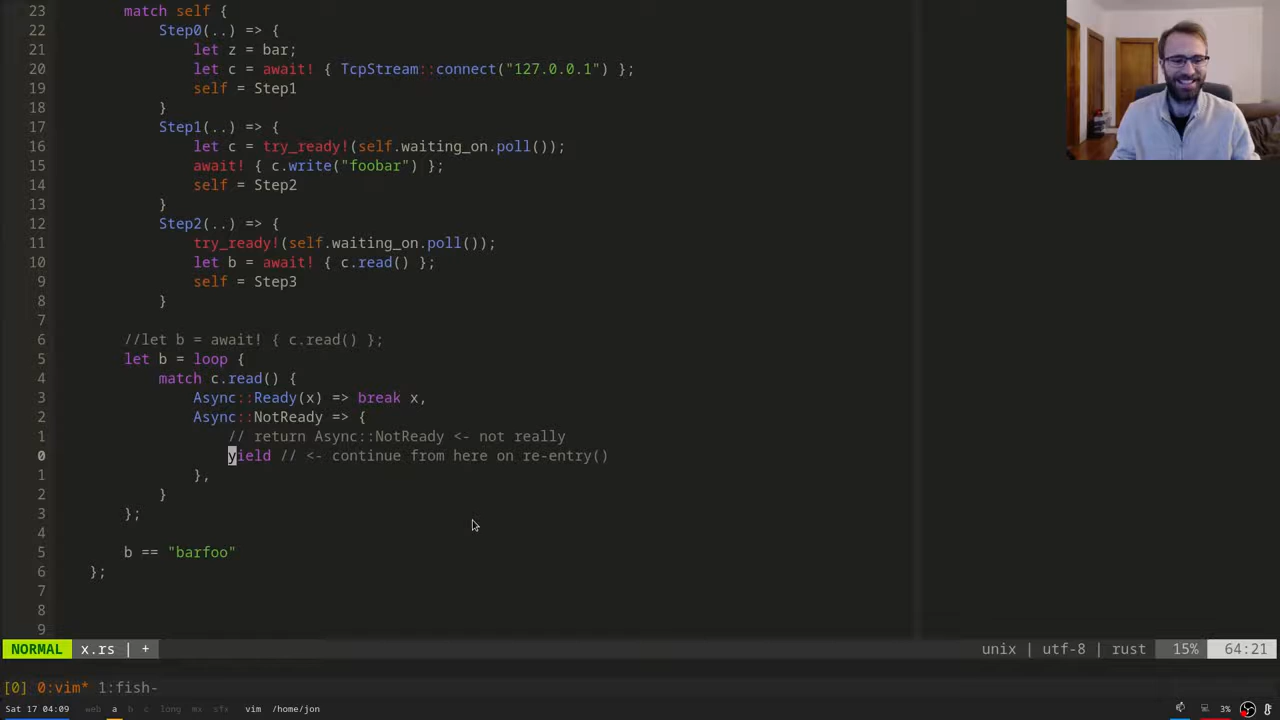 23 match self {
22 Step0(..) => {
21 let z = bar;
20 let c = await! { TcpStream::connect("127.0.0.1") };
19 self = Step1
18 }
17 Step1(..) => {
16 let c = try_ready!(self.waiting_on.poll());
15 await! { c.write("foobar") };
14 self = Step2
13 }
12 Step2(..) => {
11 try_ready!(self.waiting_on.poll());
10 let b = await! { c.read() };
9 self = Step3
8 }
7
6 //let b = await! { c.read() };
5 let b = loop {
4 match c.read() {
3 Async::Ready(x) => break x,
2 Async::NotReady => {
1 // return Async::NotReady <- not really
0 yield // <- continue from here on re-entry()
1 },
2 }
3 };
4
5 b == "barfoo"
6 };
7
8
9
NORMAL x.rs | + unix | utf-8 | rust 15% 64:21
[0] 0:vim* 1:fish-
Sat 17 04:09 web a b c long mx sfx vim /home/jon 3%